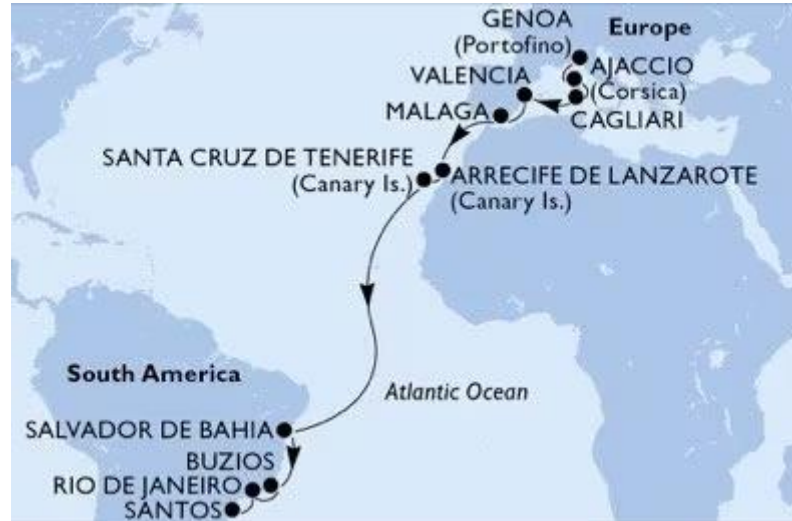 GENOA
(Portofino)
Europe
AJACCIO
(Corsica)
VALENCIA
MALAGA
CAGLIARI
SANTA CRUZ DE TENERIFE
(Canary Is.)
ARRECIFE DE LANZAROTE
(Canary Is.)
South America
Atlantic Ocean
SALVADOR DE BAHIA
BUZIOS
RIO DE JANEIRO
SANTOS